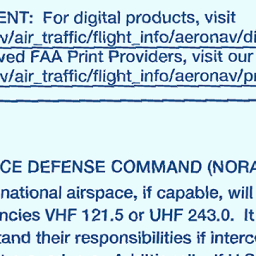 ENT: For digital products, visit
v/air_traffic/flight_info/aeronav/di
ved FAA Print Providers, visit our
v/air_traffic/flight_info/aeronav/pr
CE DEFENSE COMMAND (NORA
national airspace, if capable, will
ncies VHF 121.5 or UHF 243.0. It
tand their responsibilities if interc